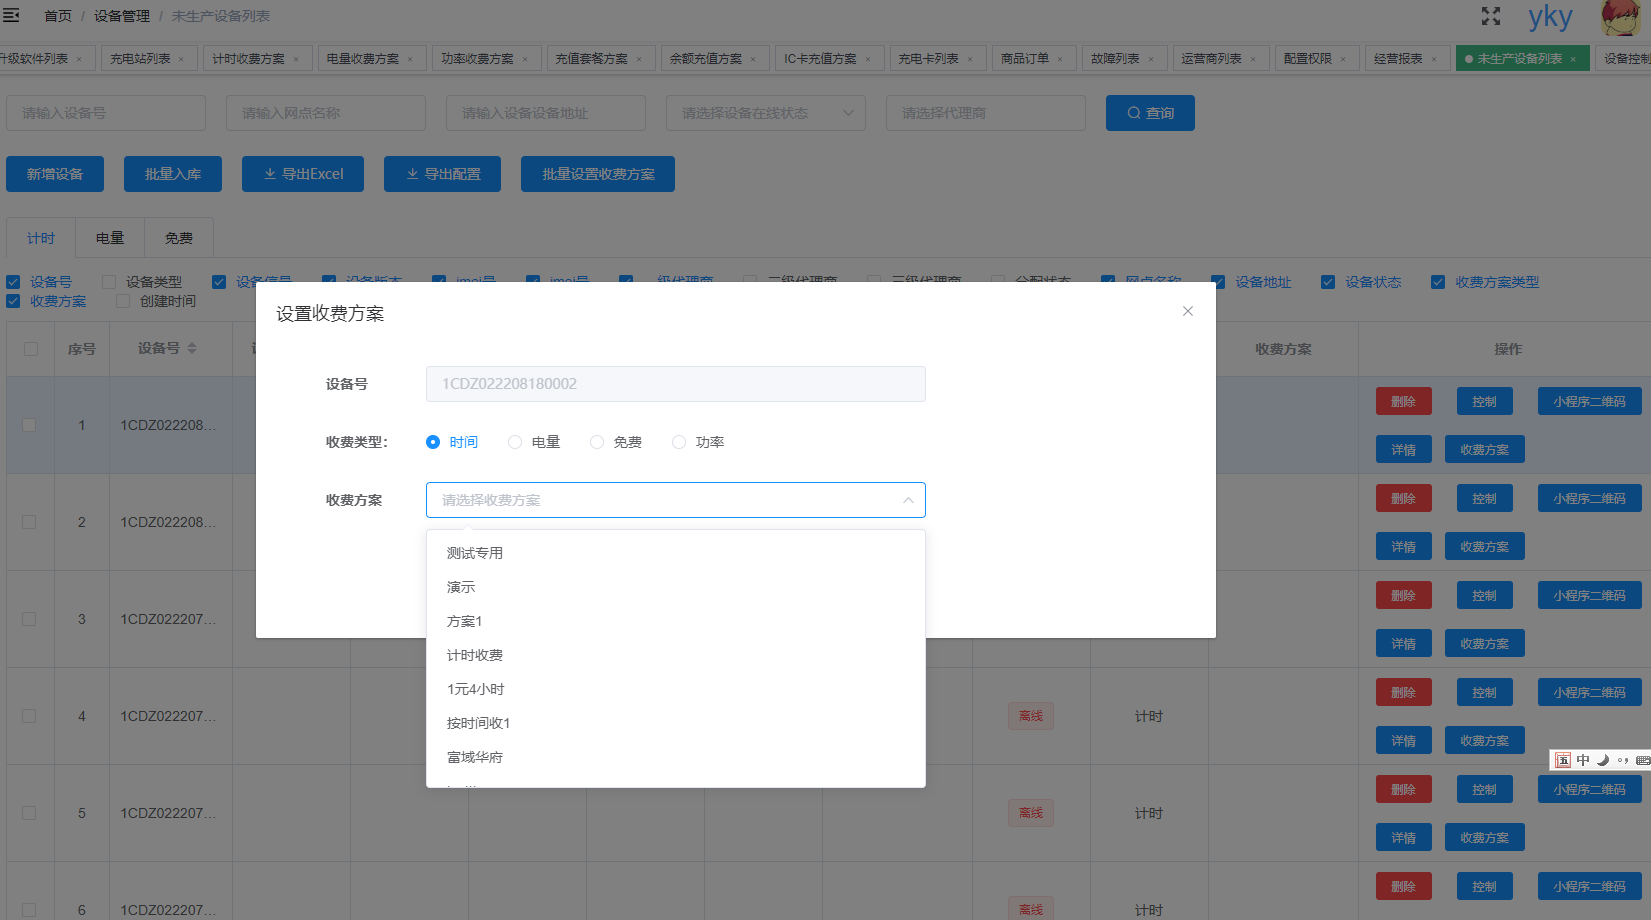 首页 / 设备管理 / 未生产设备列表
yky
升级软件列表 × 充电站列表 × 计时收费方案 × 电量收费方案 × 功率收费方案 × 充值套餐方案 × 余额充值方案 × IC卡充值方案 × 充电卡列表 × 商品订单 × 故障列表 × 运营商列表 × 配置权限 × 经营报表 × 未生产设备列表 × 设备控制
请输入设备号 请输入网点名称 请输入设备设备地址 请选择设备在线状态 请选择代理商 查询
新增设备 批量入库 导出Excel 导出配置 批量设置收费方案
计时 电量 免费
设备号 设备类型 设备信号 设备版本 imei号 imei号 一级代理商 二级代理商 三级代理商 分配状态 网点名称 设备地址 设备状态 收费方案类型
收费方案 创建时间
序号 设备号 收费方案 操作
设置收费方案
设备号 1CDZ022208180002
收费类型: 时间 电量 免费 功率
收费方案 请选择收费方案
测试专用
演示
方案1
计时收费
1元4小时
按时间收1
富域华府
1 1CDZ022208... 删除 控制 小程序二维码
详情 收费方案
2 1CDZ022208... 删除 控制 小程序二维码
详情 收费方案
3 1CDZ022207... 删除 控制 小程序二维码
详情 收费方案
4 1CDZ022207... 离线 计时 删除 控制 小程序二维码
详情 收费方案
五 中
5 1CDZ022207... 离线 计时 删除 控制 小程序二维码
详情 收费方案
6 1CDZ022207... 离线 计时 删除 控制 小程序二维码